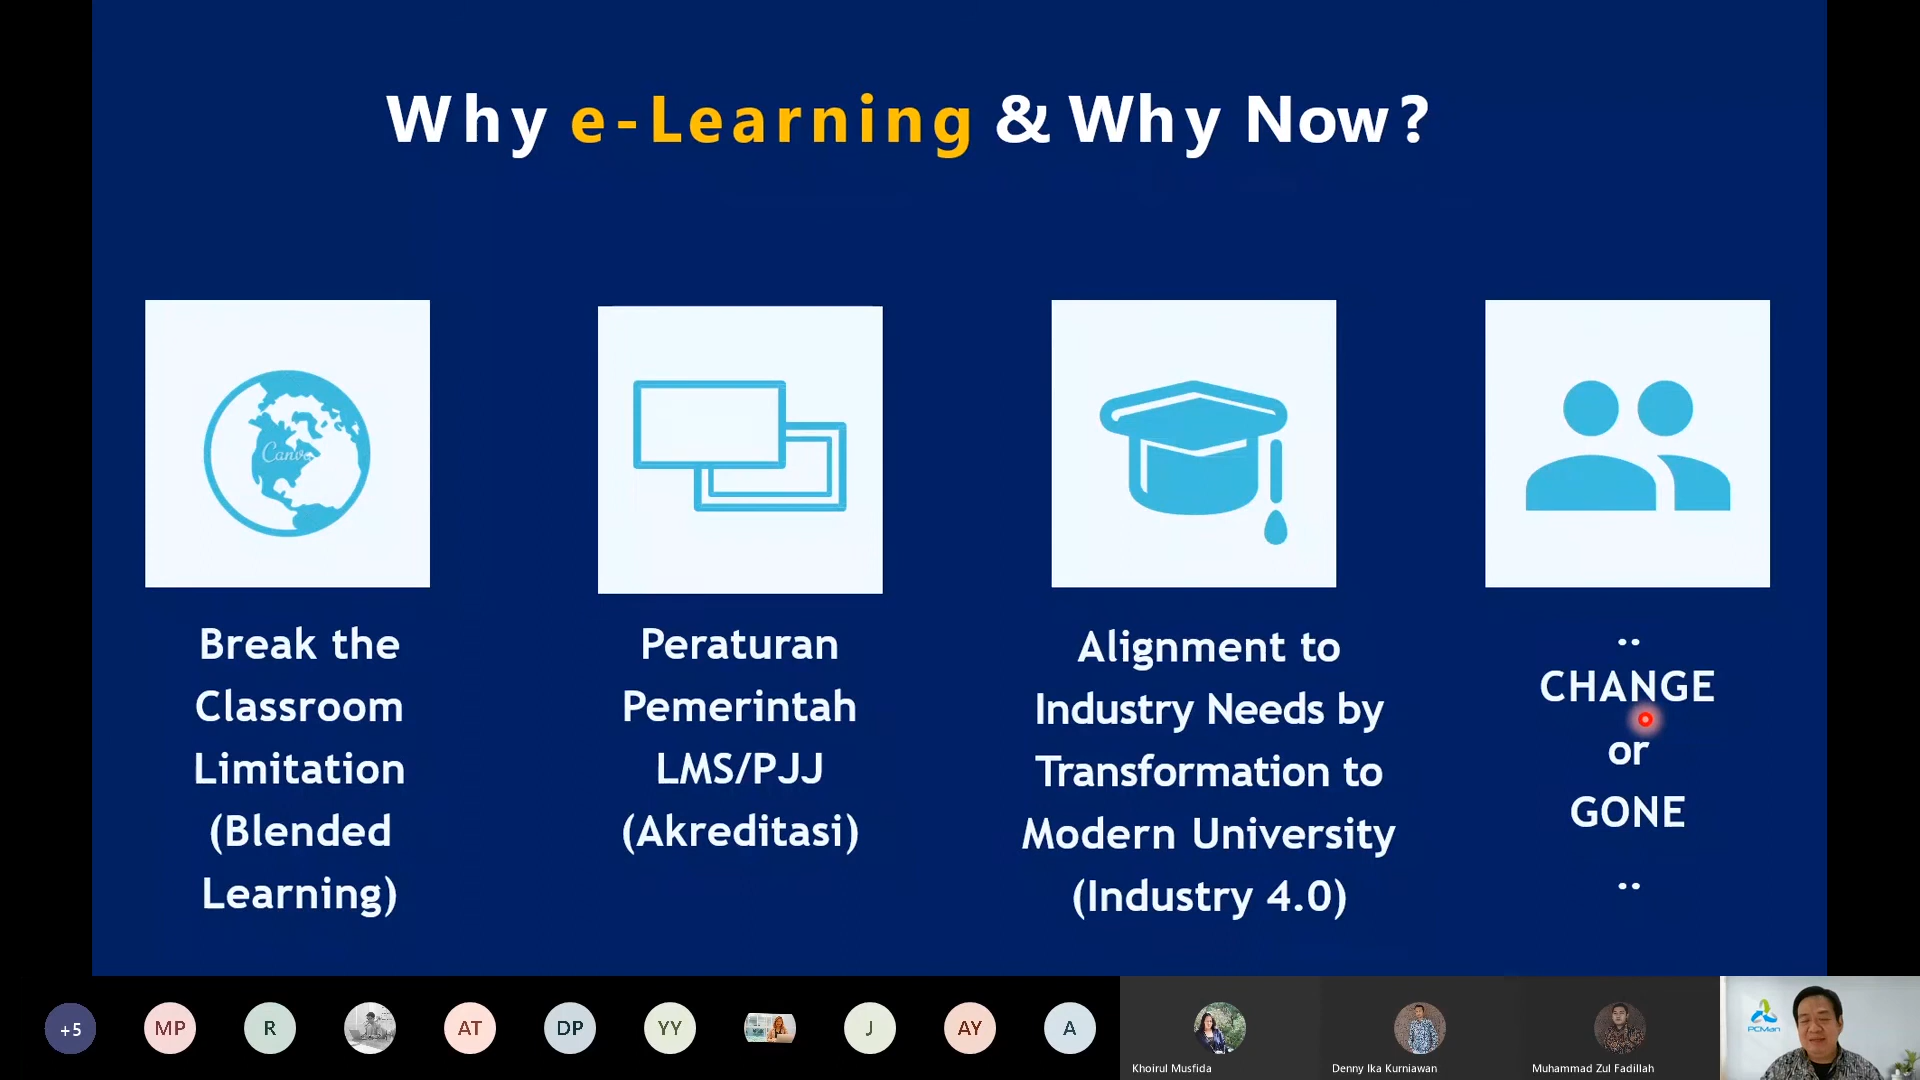 Why e-Learning & Why Now?
Canva
Break the
Classroom
Limitation
(Blended
Learning)
Peraturan
Pemerintah
LMS/PJJ
(Akreditasi)
Alignment to
Industry Needs by
Transformation to
Modern University
(Industry 4.0)
..
CHANGE
or
GONE
..
+5
MP
R
AT
DP
YY
J
AY
A
Khoirul Musfida
Denny Ika Kurniawan
Muhammad Zul Fadillah
PCMan